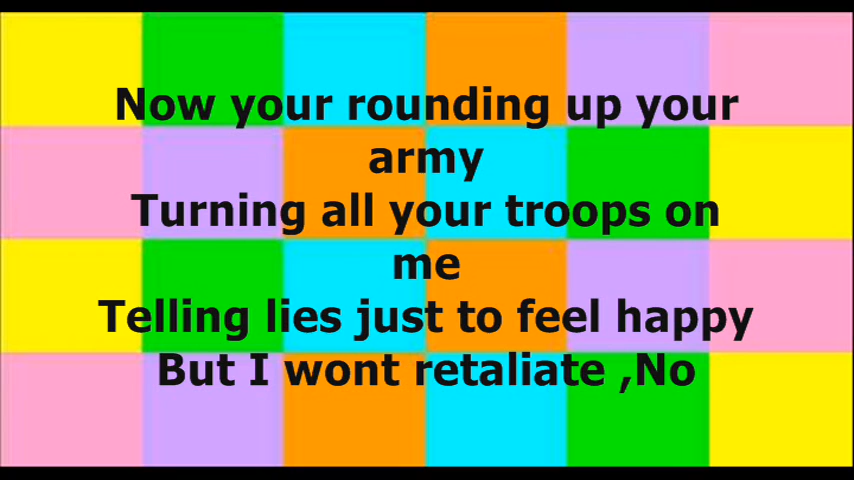 Now your rounding up your
army
Turning all your troops on
me
Telling lies just to feel happy
But I wont retaliate ,No